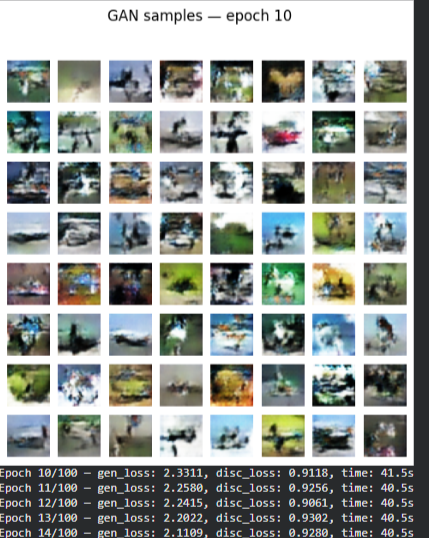 GAN samples — epoch 10
Epoch 10/100 — gen_loss: 2.3311, disc_loss: 0.9118, time: 41.5s
Epoch 11/100 — gen_loss: 2.2580, disc_loss: 0.9256, time: 40.5s
Epoch 12/100 — gen_loss: 2.2415, disc_loss: 0.9061, time: 40.5s
Epoch 13/100 — gen_loss: 2.2022, disc_loss: 0.9302, time: 40.5s
Epoch 14/100 — gen_loss: 2.1109, disc_loss: 0.9280, time: 40.5s